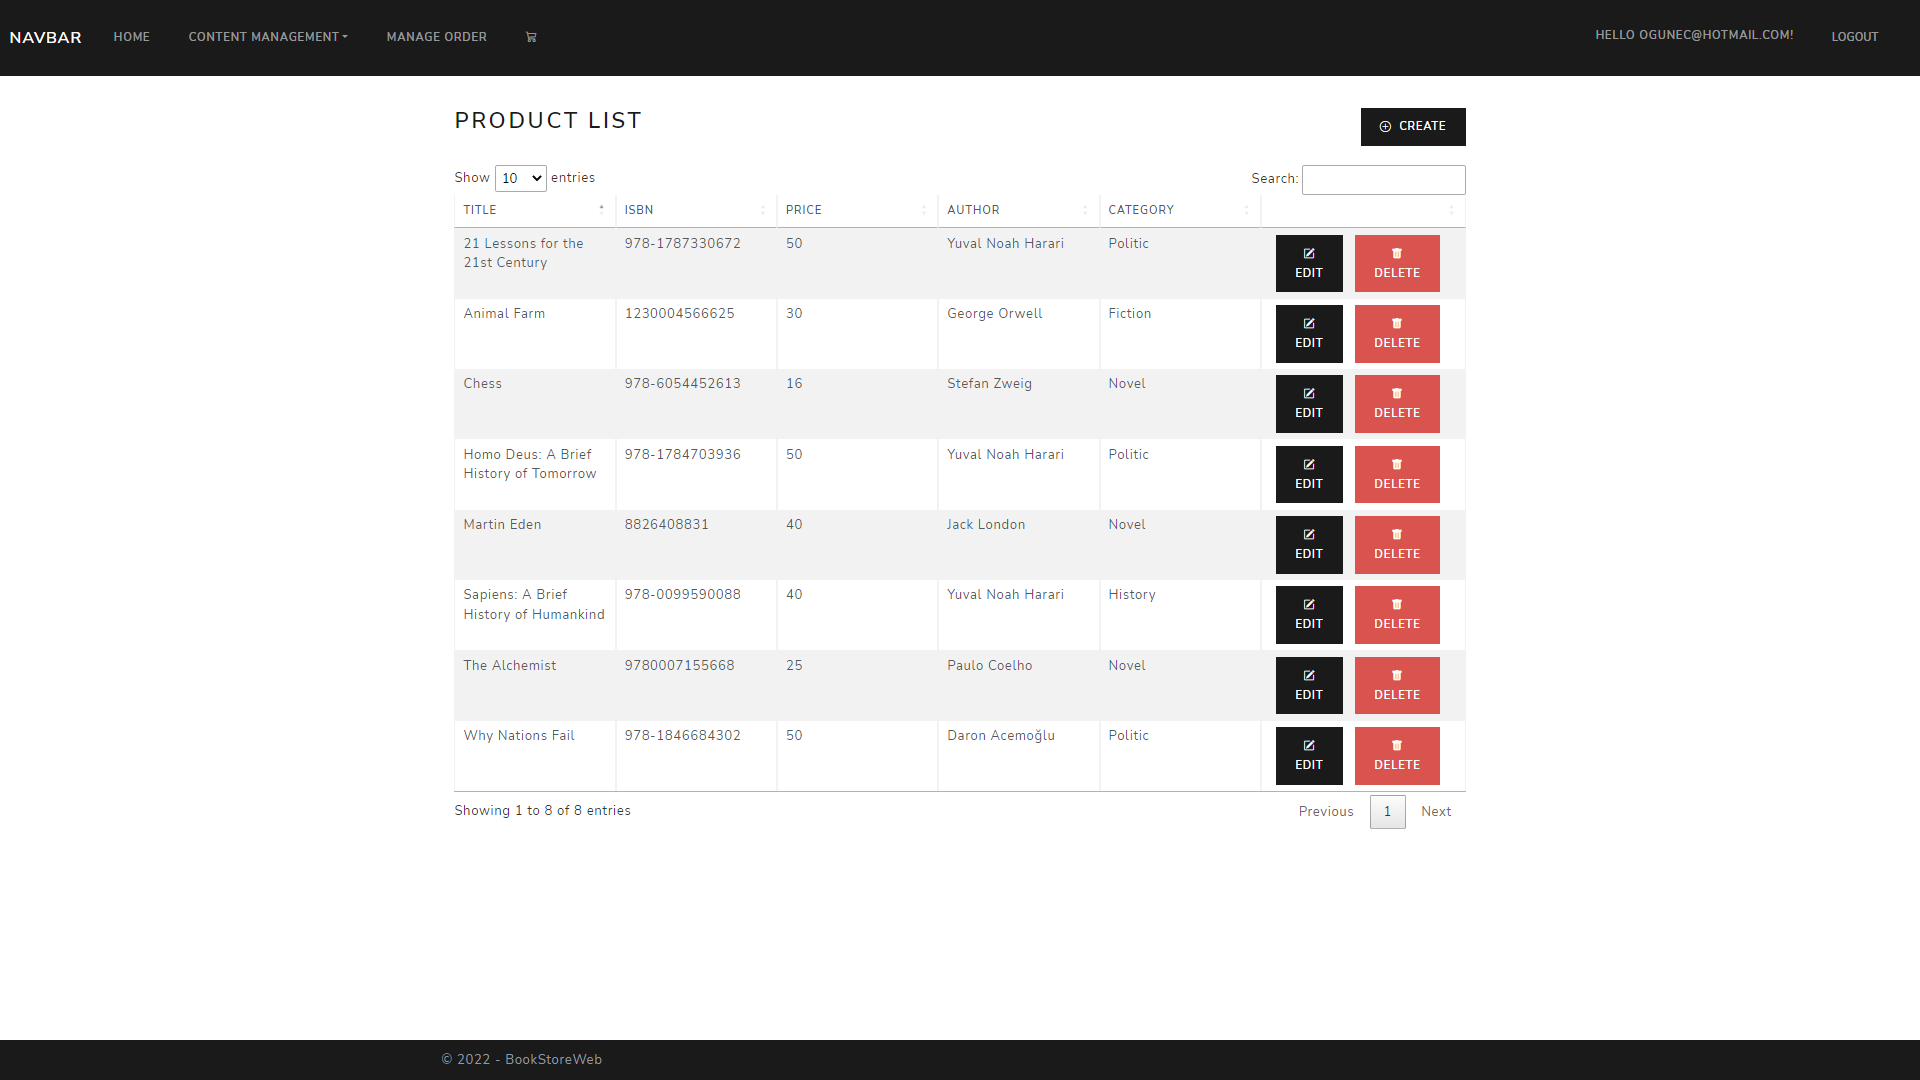 NAVBAR HOME CONTENT MANAGEMENT MANAGE ORDER HELLO OGUNEC@HOTMAIL.COM! LOGOUT
PRODUCT LIST
CREATE
Show 10 entries
Search:
TITLE ISBN PRICE AUTHOR CATEGORY
21 Lessons for the 21st Century 978-1787330672 50 Yuval Noah Harari Politic EDIT DELETE
Animal Farm 1230004566625 30 George Orwell Fiction EDIT DELETE
Chess 978-6054452613 16 Stefan Zweig Novel EDIT DELETE
Homo Deus: A Brief History of Tomorrow 978-1784703936 50 Yuval Noah Harari Politic EDIT DELETE
Martin Eden 8826408831 40 Jack London Novel EDIT DELETE
Sapiens: A Brief History of Humankind 978-0099590088 40 Yuval Noah Harari History EDIT DELETE
The Alchemist 9780007155668 25 Paulo Coelho Novel EDIT DELETE
Why Nations Fail 978-1846684302 50 Daron Acemoğlu Politic EDIT DELETE
Showing 1 to 8 of 8 entries
Previous 1 Next
© 2022 - BookStoreWeb